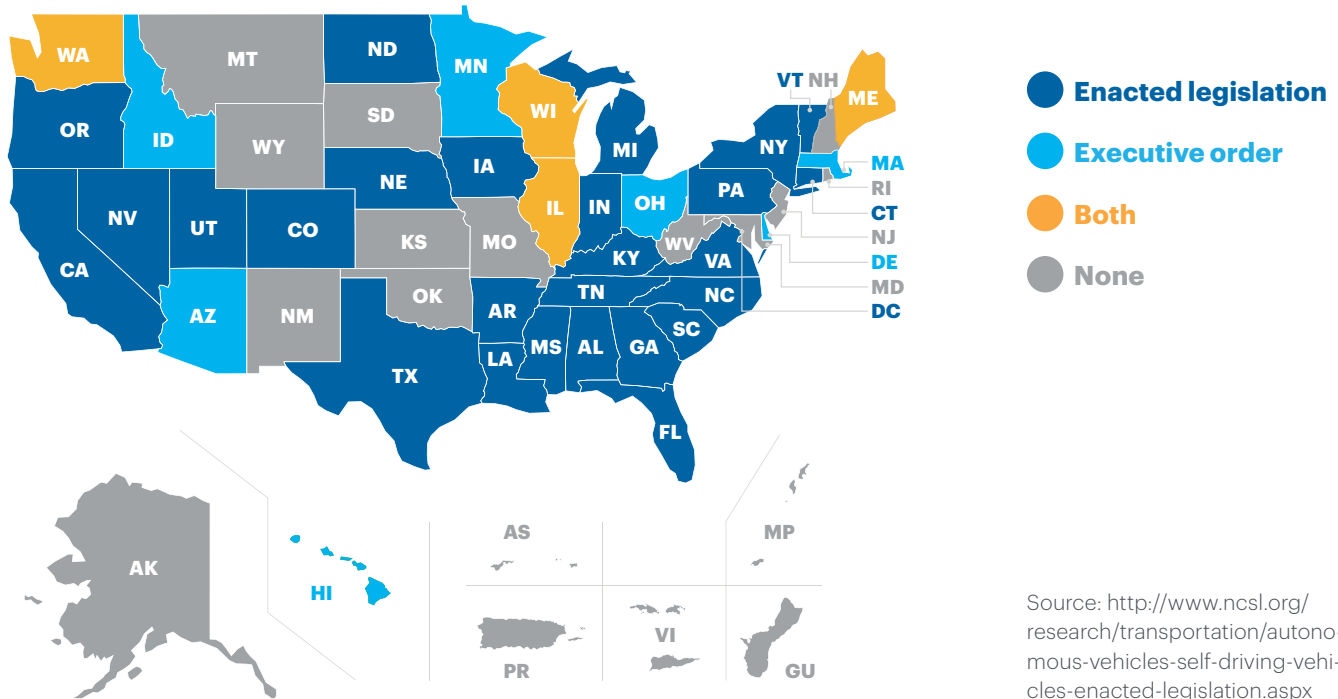 WA
MT
ND
MN
VT NH
ME
OR
ID
SD
WI
WY
MI
NY
MA
IA
RI
NE
PA
CT
NV
UT
CO
IL
IN
OH
NJ
KS
MO
WV
DE
CA
KY
VA
MD
OK
TN
NC
DC
AZ
NM
AR
SC
MS
AL
GA
LA
TX
FL
AK
HI
AS
MP
PR
VI
GU
Enacted legislation
Executive order
Both
None
Source: http://www.ncsl.org/
research/transportation/autono-
mous-vehicles-self-driving-vehi-
cles-enacted-legislation.aspx